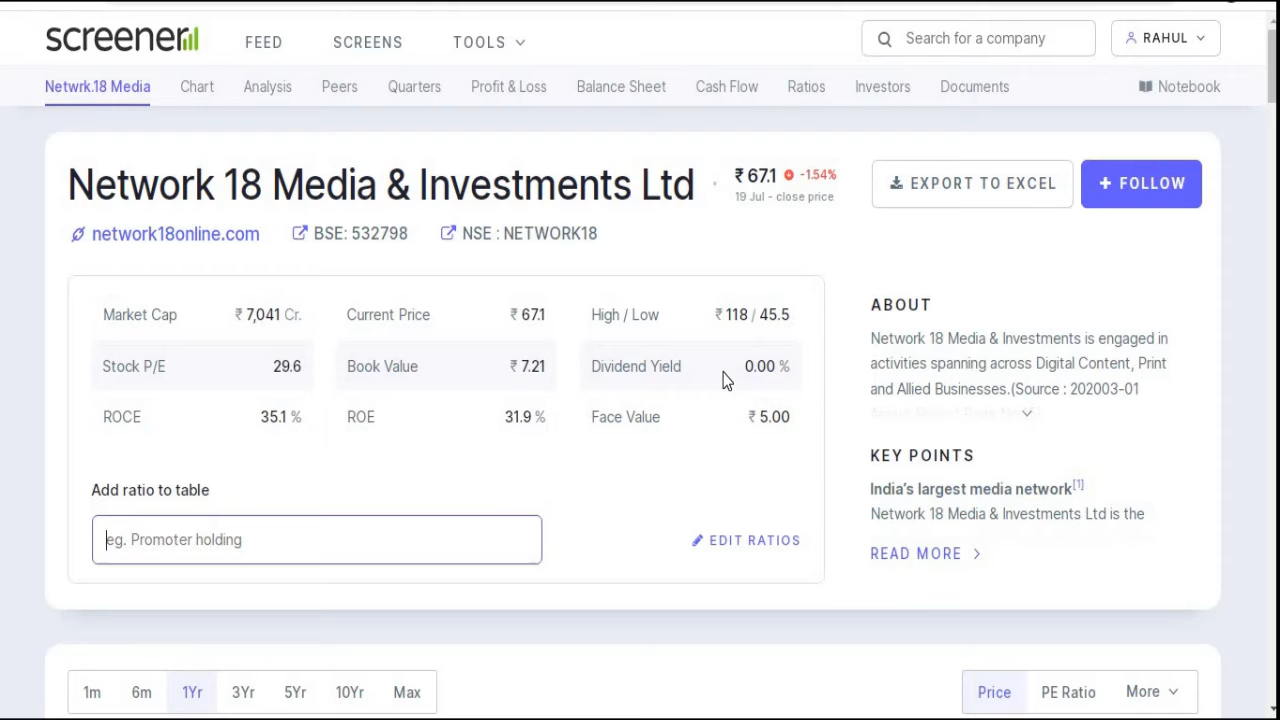 screener FEED SCREENS TOOLS Search for a company RAHUL
Netwrk.18 Media Chart Analysis Peers Quarters Profit & Loss Balance Sheet Cash Flow Ratios Investors Documents Notebook
Network 18 Media & Investments Ltd · ₹ 67.1 -1.54% EXPORT TO EXCEL + FOLLOW
19 Jul - close price
network18online.com BSE: 532798 NSE : NETWORK18
Market Cap ₹ 7,041 Cr. Current Price ₹ 67.1 High / Low ₹ 118 / 45.5
Stock P/E 29.6 Book Value ₹ 7.21 Dividend Yield 0.00 %
ROCE 35.1 % ROE 31.9 % Face Value ₹ 5.00
Add ratio to table
eg. Promoter holding EDIT RATIOS
ABOUT
Network 18 Media & Investments is engaged in
activities spanning across Digital Content, Print
and Allied Businesses.(Source : 202003-01
KEY POINTS
India's largest media network[1]
Network 18 Media & Investments Ltd is the
READ MORE
1m 6m 1Yr 3Yr 5Yr 10Yr Max Price PE Ratio More